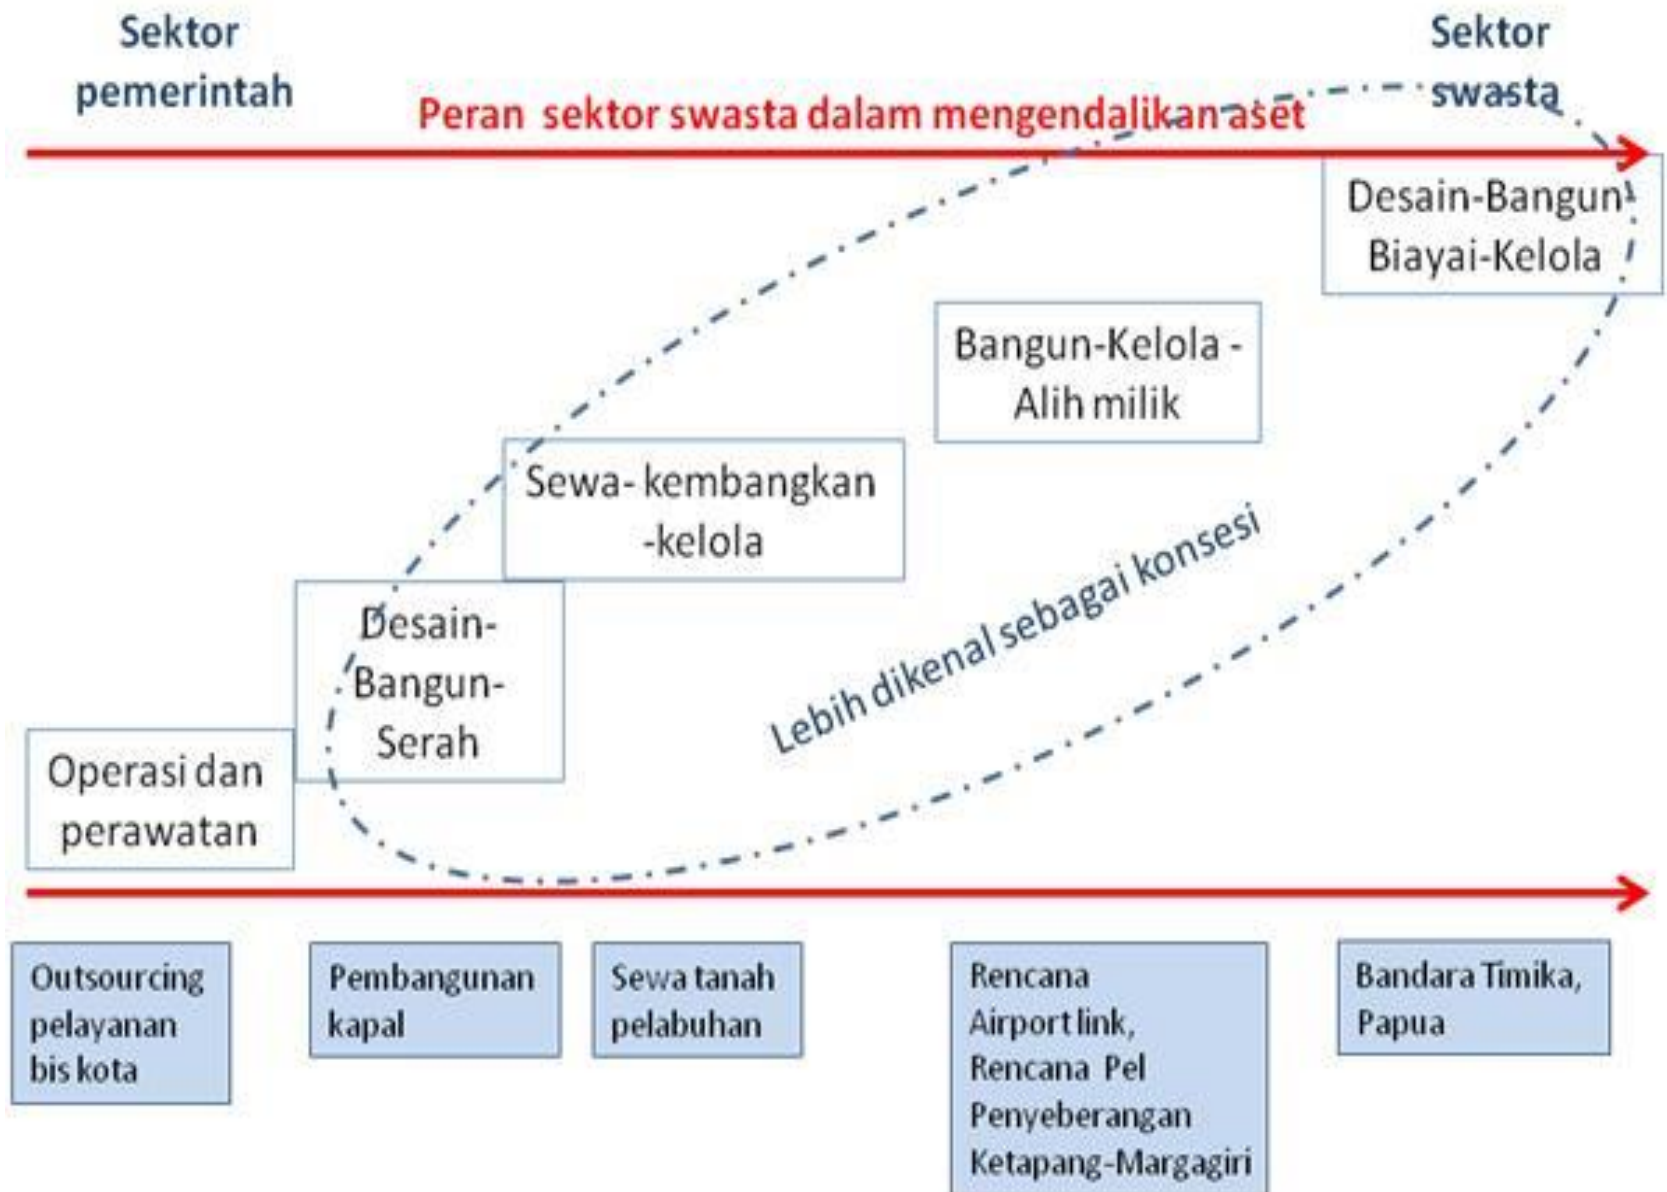 Sektor
pemerintah
Sektor
swasta
Peran sektor swasta dalam mengendalikan aset
Desain-Bangun-
Biayai-Kelola
Bangun-Kelola -
Alih milik
Sewa- kembangkan
-kelola
Desain-
Bangun-
Serah
Operasi dan
perawatan
Lebih dikenal sebagai konsesi
Outsourcing
pelayanan
bis kota
Pembangunan
kapal
Sewa tanah
pelabuhan
Rencana
Airport link,
Rencana Pel
Penyeberangan
Ketapang-Margagiri
Bandara Timika,
Papua